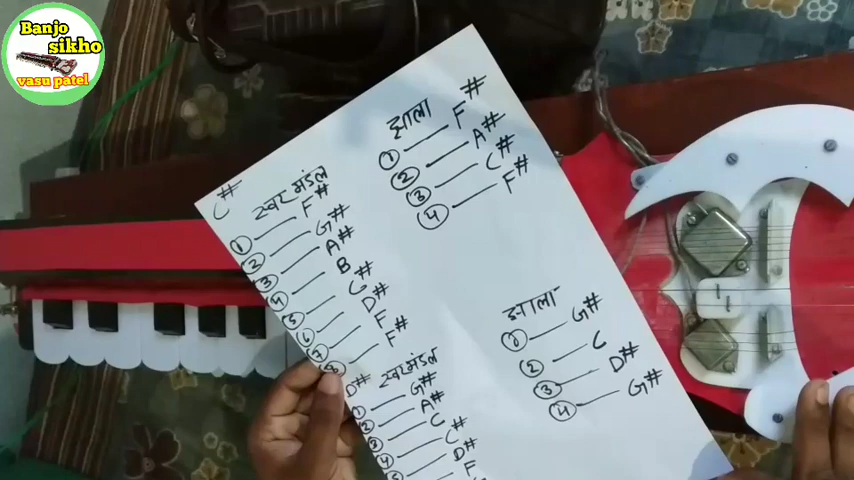 Banjo
sikho
vasu patel
C#
स्वर मंडल
① — F#
② — G#
③ — A#
④ — B
⑤ — C#
⑥ — D#
⑦ — F
⑧ — F#
झाला
① — F#
② — A#
③ — C#
④ — F#
D# स्वरमंडल
① — G#
② — A#
③ — C
④ — C#
⑤ — D#
F
झाला
① — G#
② — C
③ — D#
④ — G#